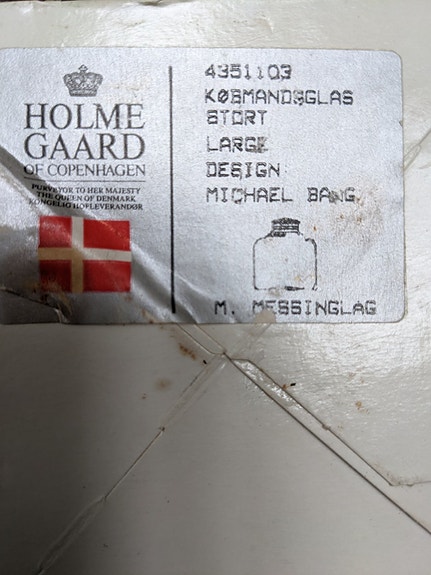 HOLME
GAARD
OF COPENHAGEN
PURVEYOR TO HER MAJESTY
THE QUEEN OF DENMARK
KONGELIG HOFLEVERANDØR
4351103
KØBMANDSGLAS
STORT
LARGE
DESIGN
MICHAEL BANG
M. MESSINGLAG